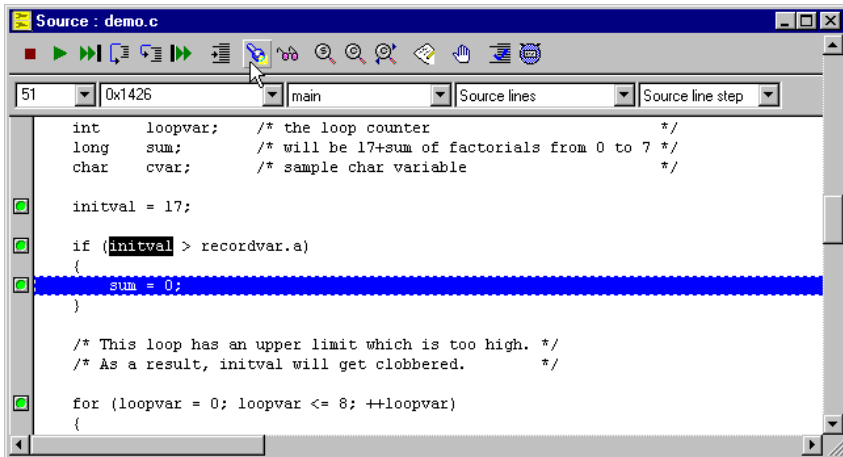 Source : demo.c
51 0x1426 main Source lines Source line step
int loopvar; /* the loop counter */
long sum; /* will be 17+sum of factorials from 0 to 7 */
char cvar; /* sample char variable */
initval = 17;
if (initval > recordvar.a)
{
sum = 0;
}
/* This loop has an upper limit which is too high. */
/* As a result, initval will get clobbered. */
for (loopvar = 0; loopvar <= 8; ++loopvar)
{